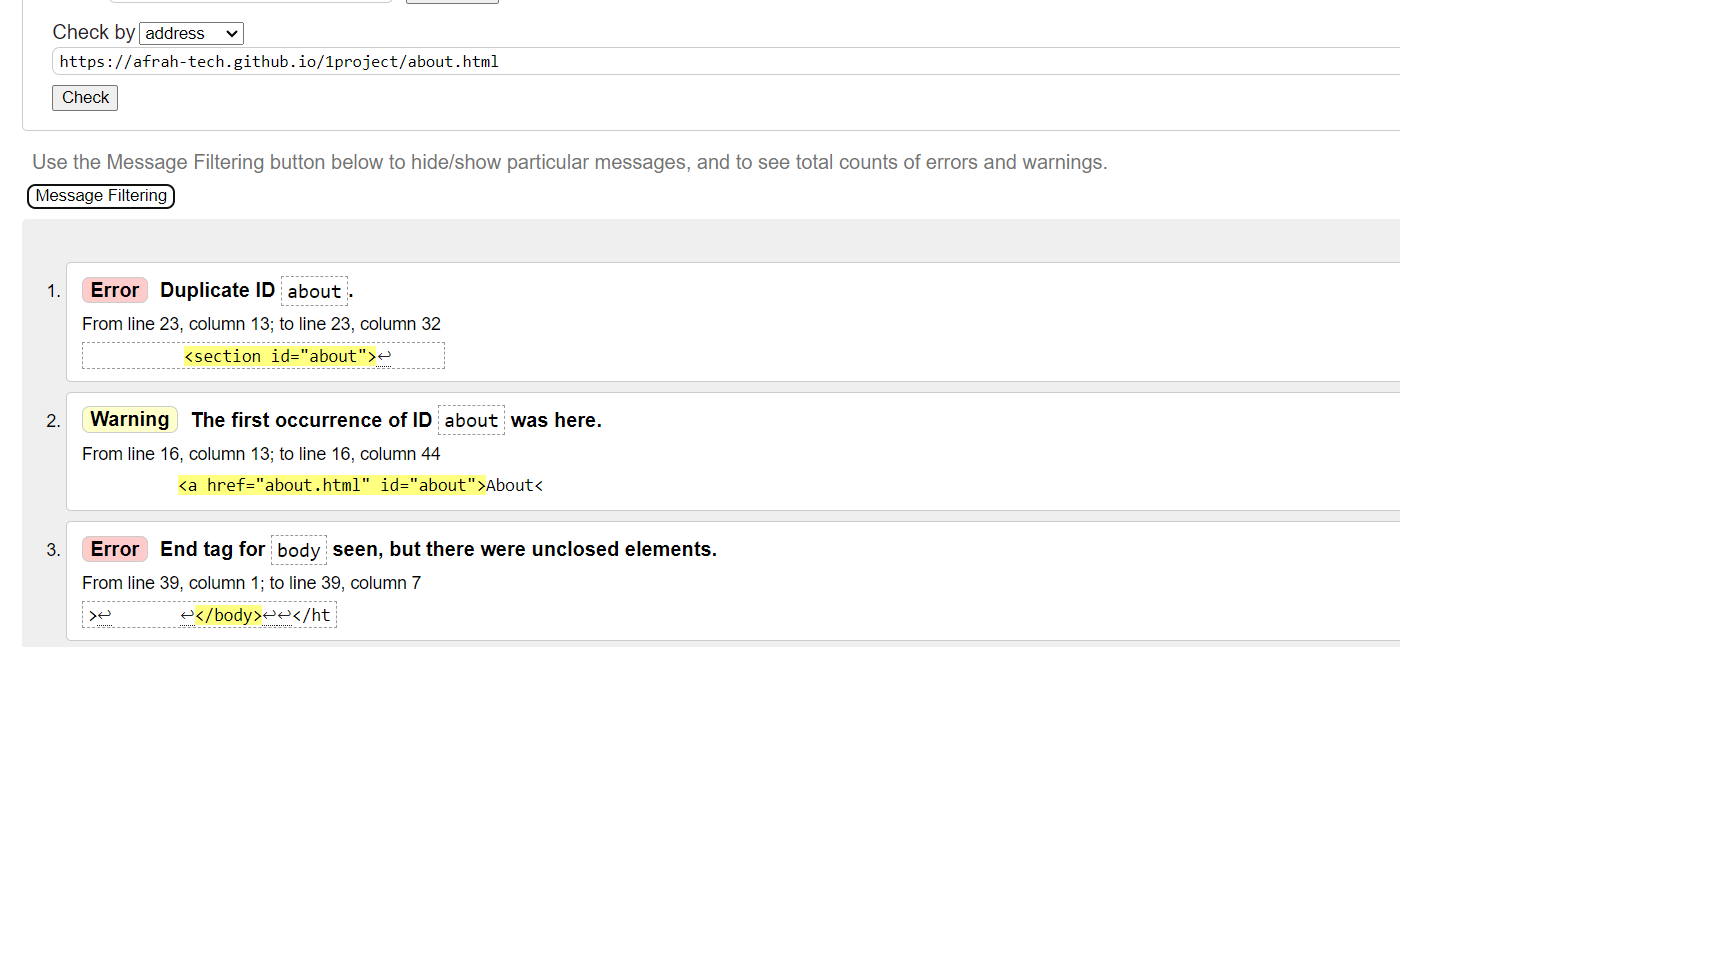 Check by address
https://afrah-tech.github.io/1project/about.html
Check
Use the Message Filtering button below to hide/show particular messages, and to see total counts of errors and warnings.
Message Filtering
1. Error Duplicate ID about.
From line 23, column 13; to line 23, column 32
<section id="about">↩
2. Warning The first occurrence of ID about was here.
From line 16, column 13; to line 16, column 44
<a href="about.html" id="about">About<
3. Error End tag for body seen, but there were unclosed elements.
From line 39, column 1; to line 39, column 7
>↩ ↩</body>↩↩</ht